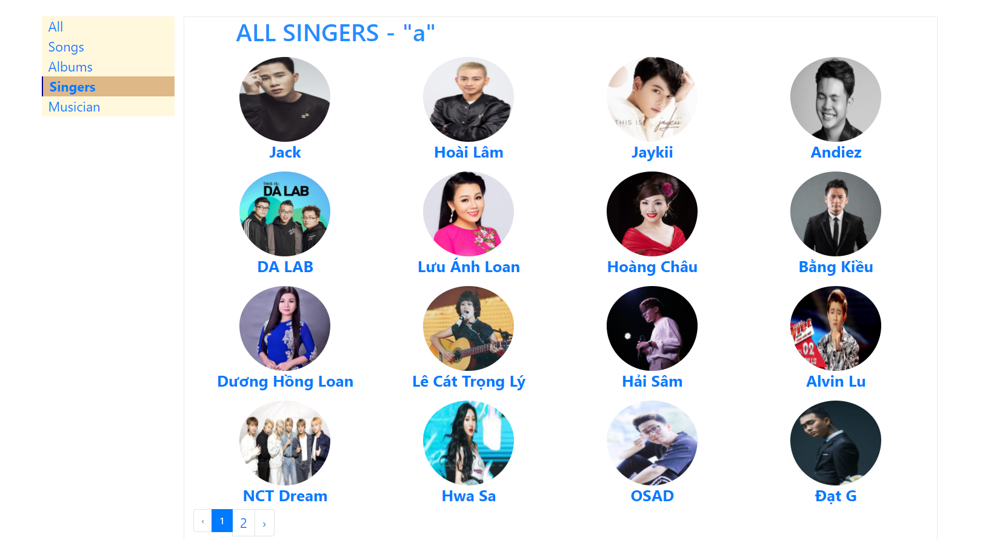 All
Songs
Albums
Singers
Musician
ALL SINGERS - "a"
THIS IS jaykii
Jack
Hoài Lâm
Jaykii
Andiez
THIS IS:
DA LAB
DA LAB
Lưu Ánh Loan
Hoàng Châu
Bằng Kiều
Việt
02
Dương Hồng Loan
Lê Cát Trọng Lý
Hải Sâm
Alvin Lu
NCT Dream
Hwa Sa
OSAD
Đạt G
‹ 1 2 ›